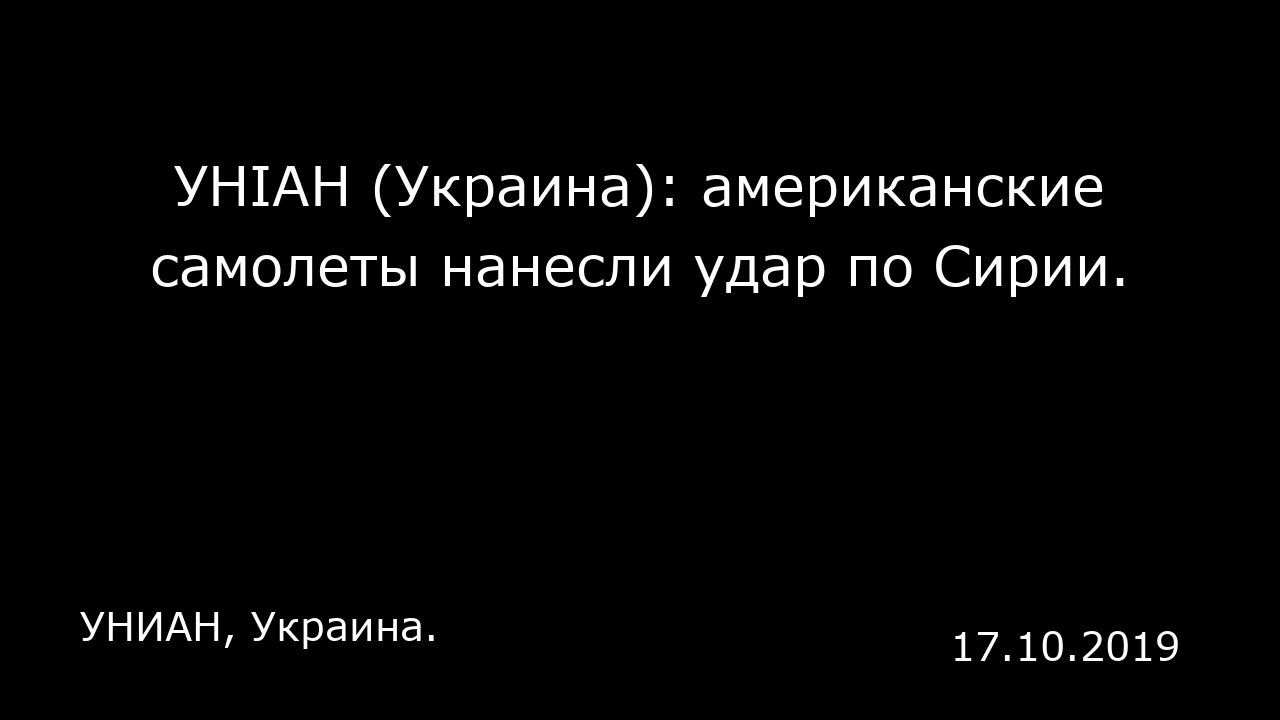 УНІАН (Украина): американские
самолеты нанесли удар по Сирии.
УНИАН, Украина.
17.10.2019